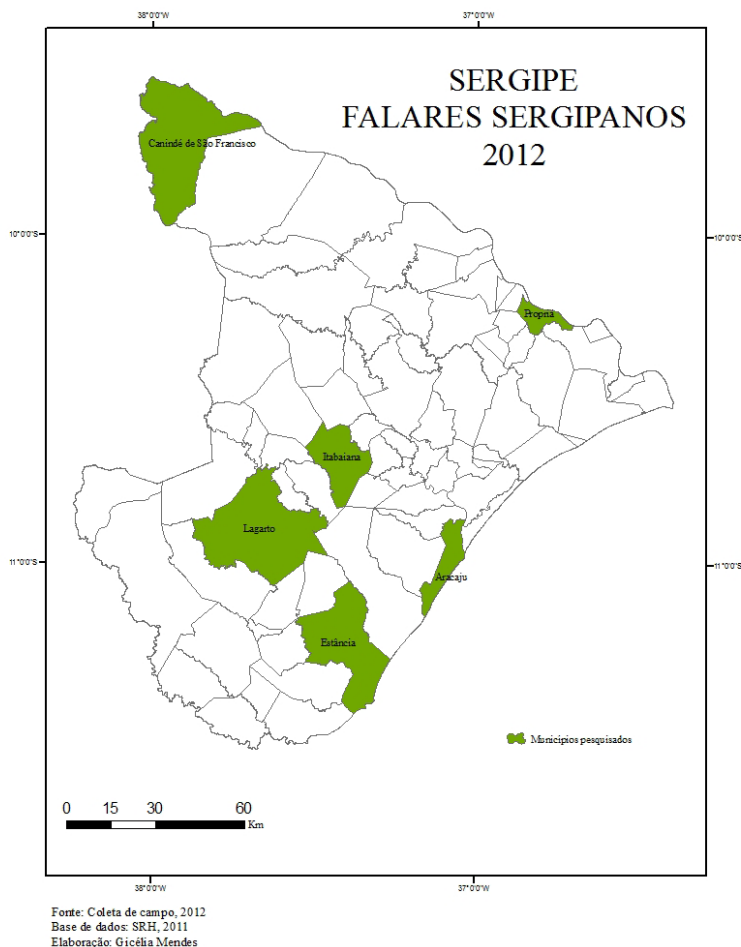 38°0'0"W
37°0'0"W
SERGIPE
FALARES SERGIPANOS
2012
Canindé de São Francisco
10°0'0"S
10°0'0"S
Propriá
Itabaiana
Lagarto
11°0'0"S
11°0'0"S
Aracaju
Estância
Municípios pesquisados
0 15 30 60
Km
38°0'0"W
37°0'0"W
Fonte: Coleta de campo, 2012
Base de dados: SRH, 2011
Elaboração: Gicélia Mendes